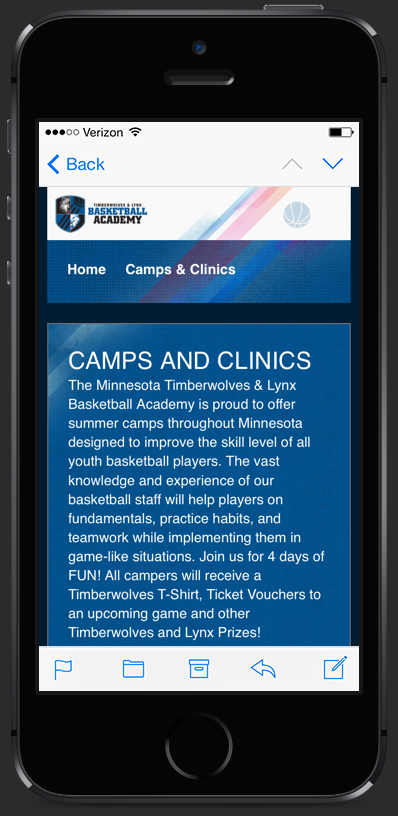 Verizon
Back
TIMBERWOLVES & LYNX
BASKETBALL
ACADEMY
Home Camps & Clinics
CAMPS AND CLINICS
The Minnesota Timberwolves & Lynx
Basketball Academy is proud to offer
summer camps throughout Minnesota
designed to improve the skill level of all
youth basketball players. The vast
knowledge and experience of our
basketball staff will help players on
fundamentals, practice habits, and
teamwork while implementing them in
game-like situations. Join us for 4 days of
FUN! All campers will receive a
Timberwolves T-Shirt, Ticket Vouchers to
an upcoming game and other
Timberwolves and Lynx Prizes!